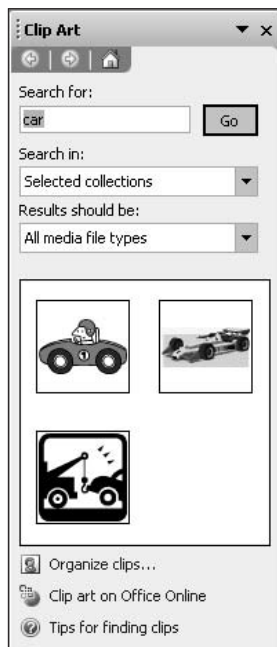 Clip Art
Search for:
car
Go
Search in:
Selected collections
Results should be:
All media file types
1
Organize clips...
Clip art on Office Online
Tips for finding clips